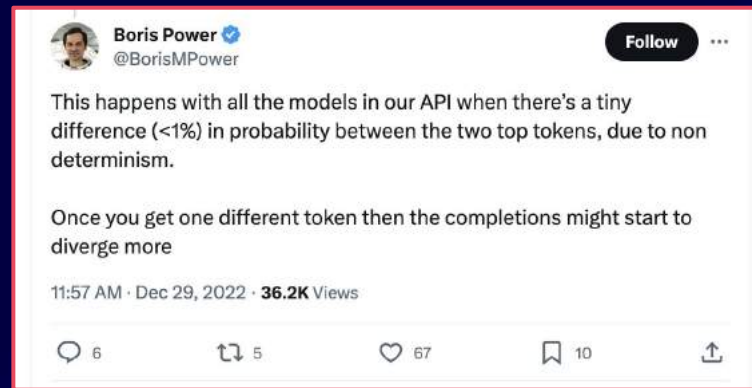 Boris Power
@BorisMPower
Follow
This happens with all the models in our API when there's a tiny
difference (<1%) in probability between the two top tokens, due to non
determinism.
Once you get one different token then the completions might start to
diverge more
11:57 AM · Dec 29, 2022 · 36.2K Views
6 5 67 10